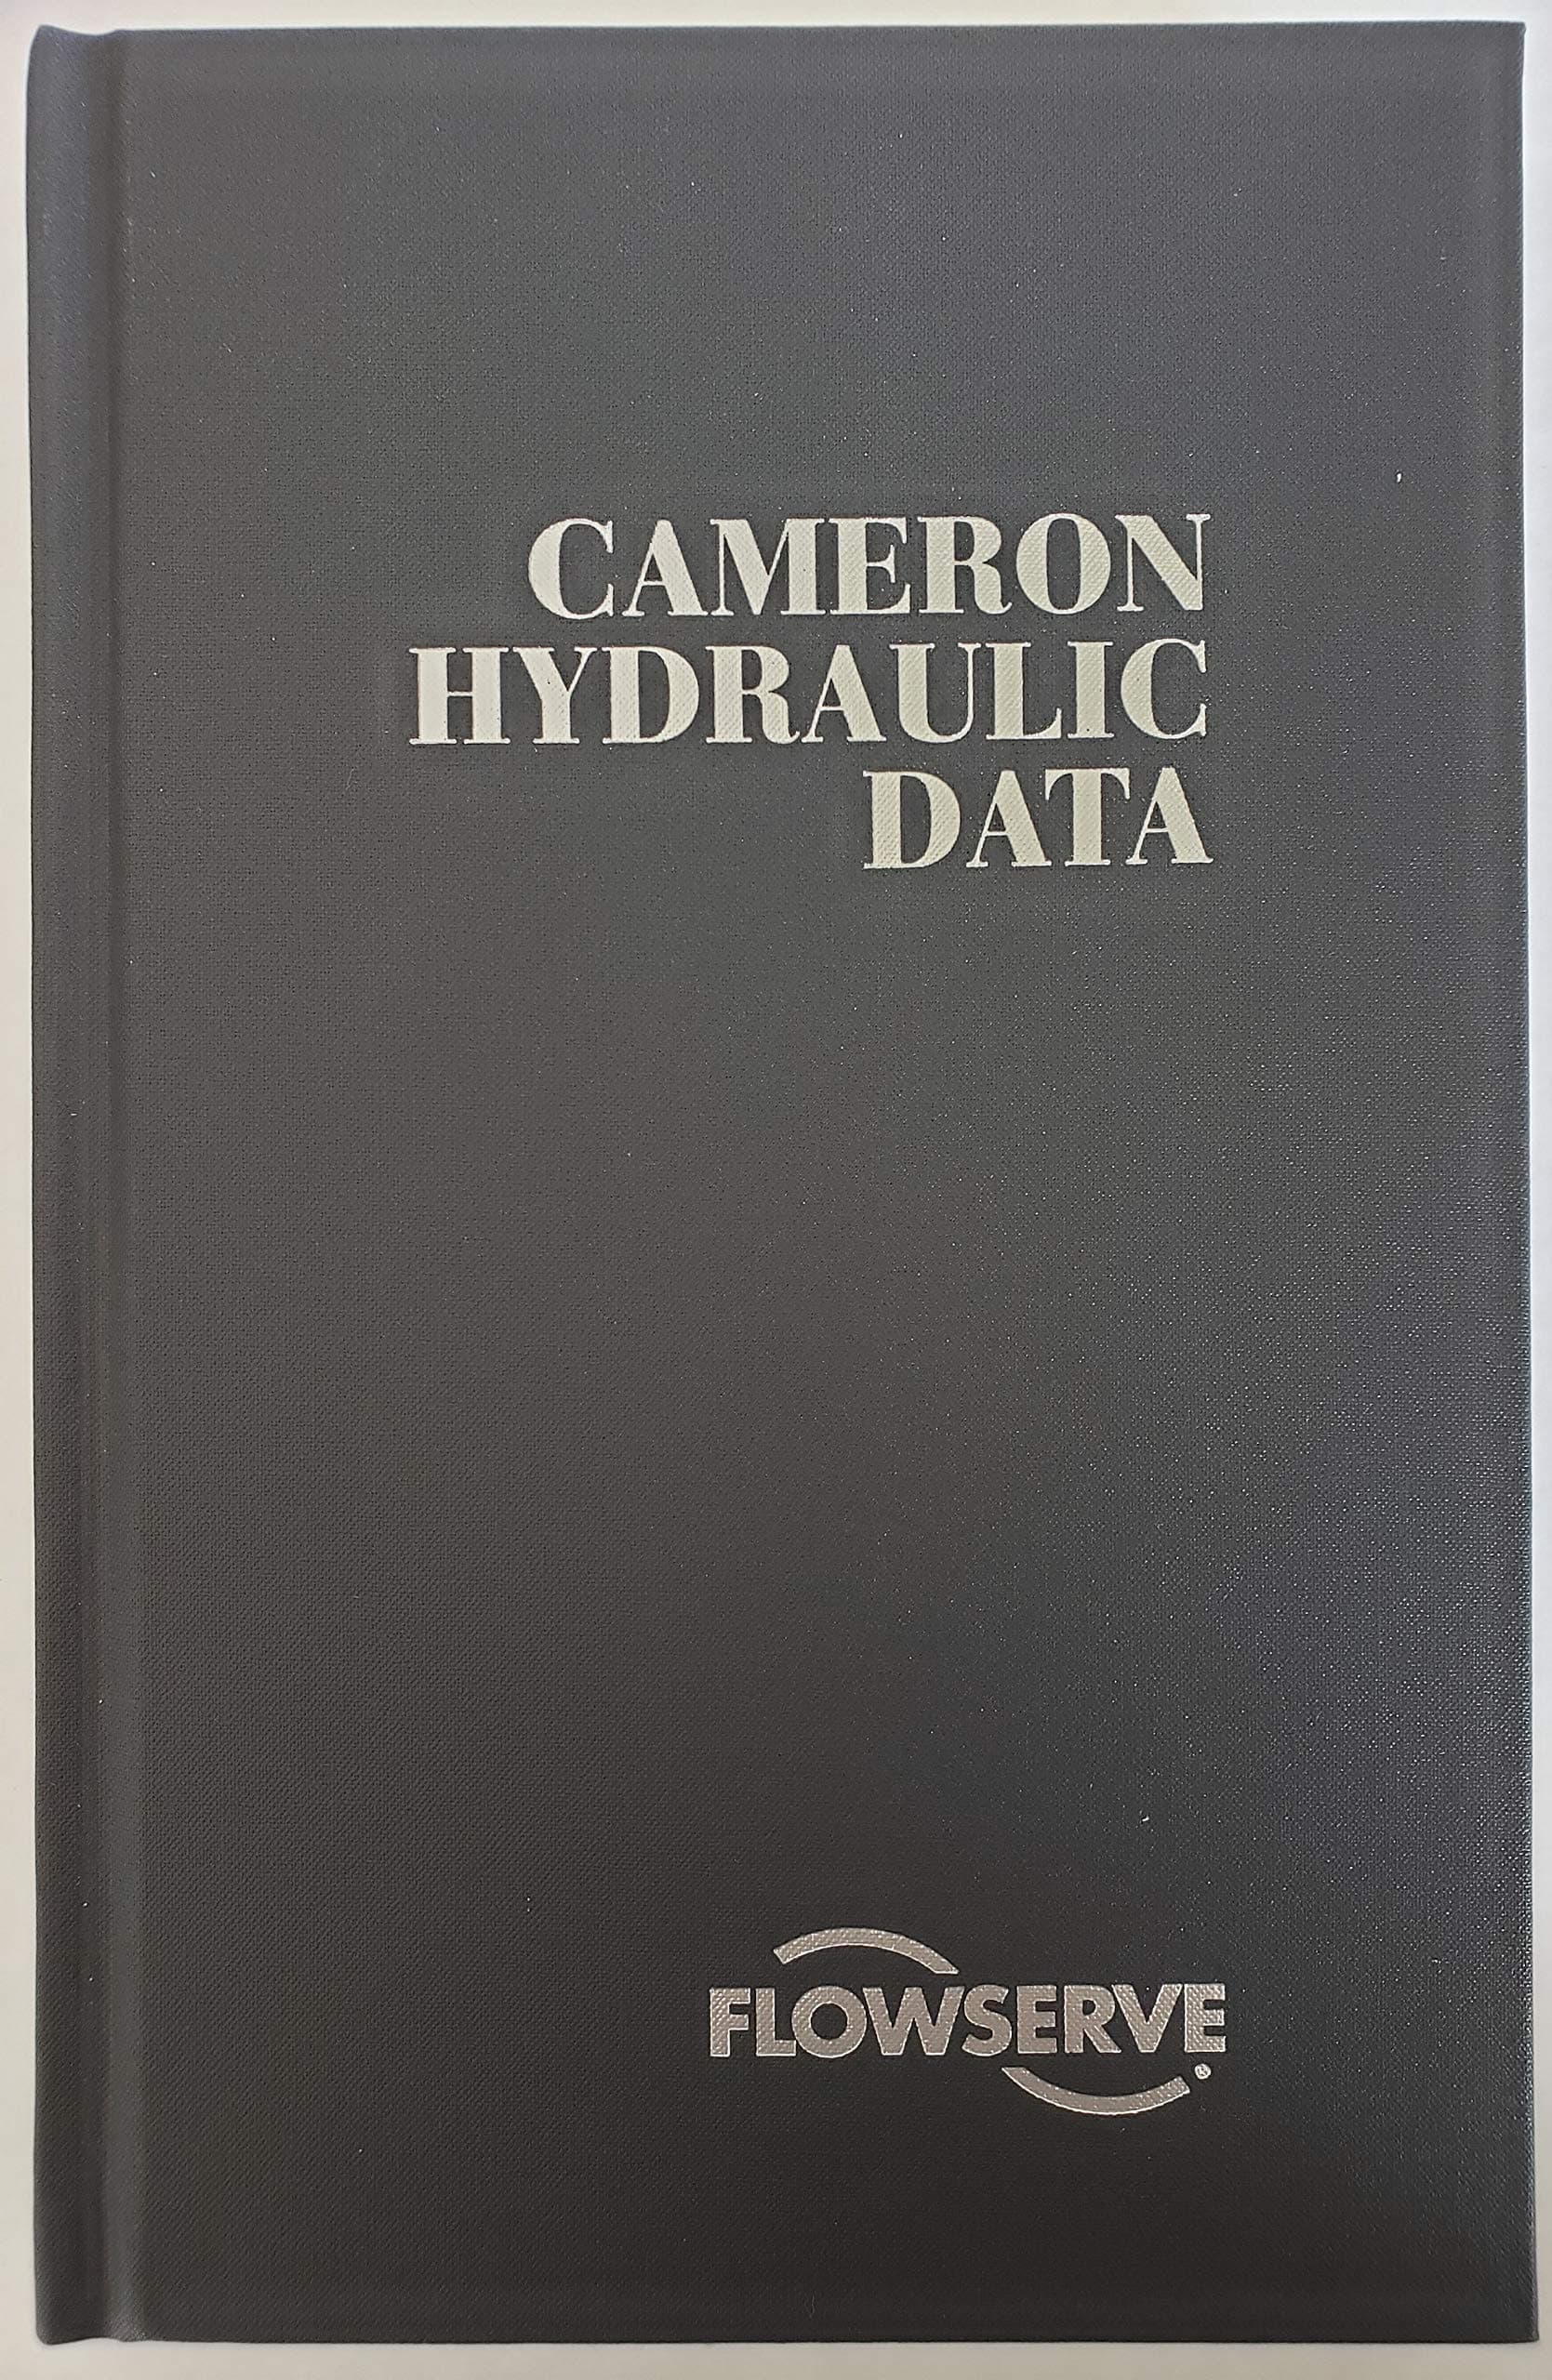 CAMERON
HYDRAULIC
DATA
FLOWSERVE
®